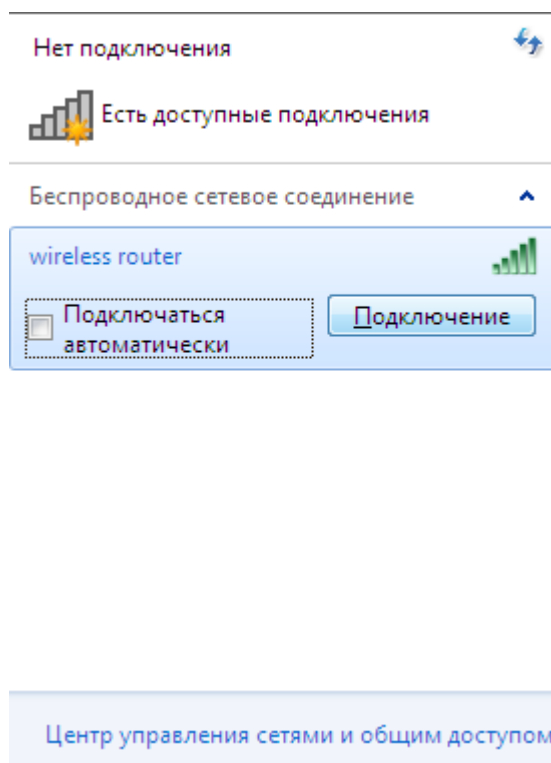 Нет подключения
Есть доступные подключения
Беспроводное сетевое соединение
wireless router
Подключаться
автоматически
Подключение
Центр управления сетями и общим доступом